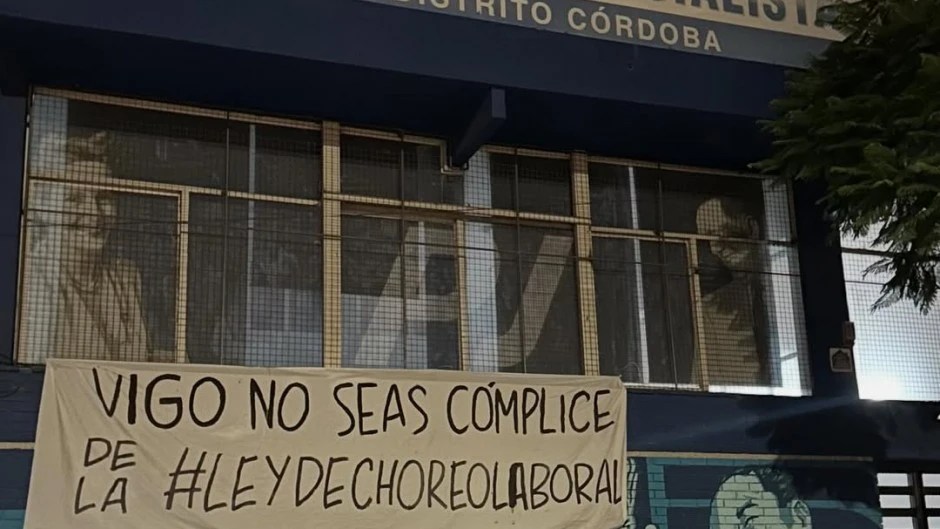 DISTRITO CÓRDOBA
VIGO NO SEAS CÓMPLICE
DE
LA #LEYDECHOREOLABORAL